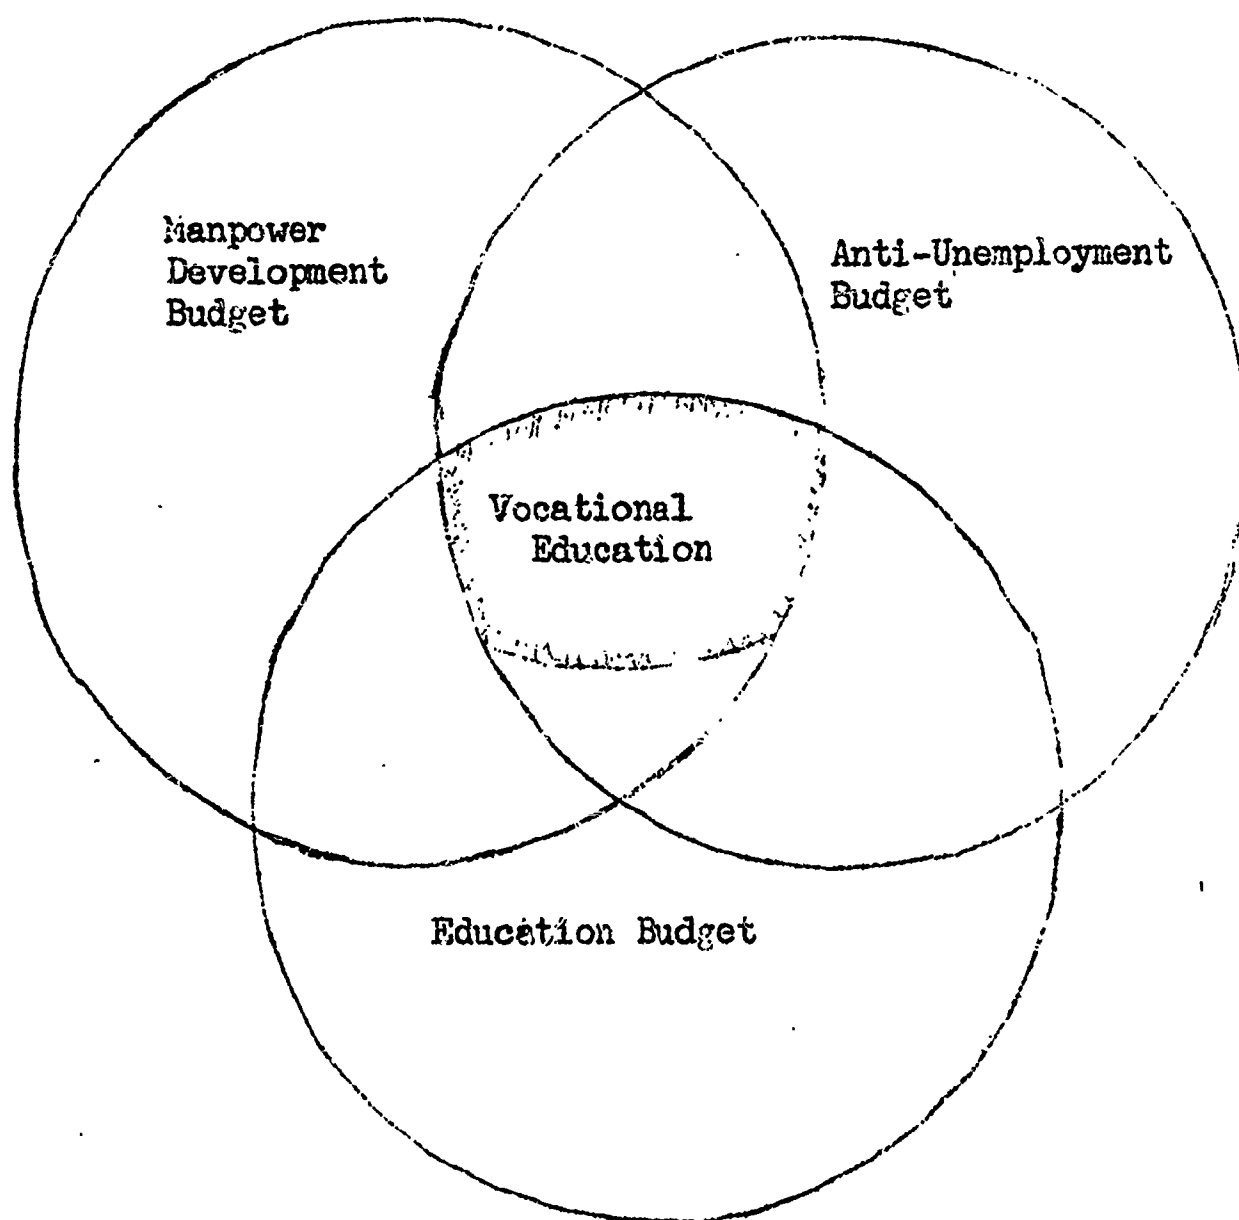 Manpower
Development
Budget
Anti-Unemployment
Budget
Vocational
Education
Education Budget